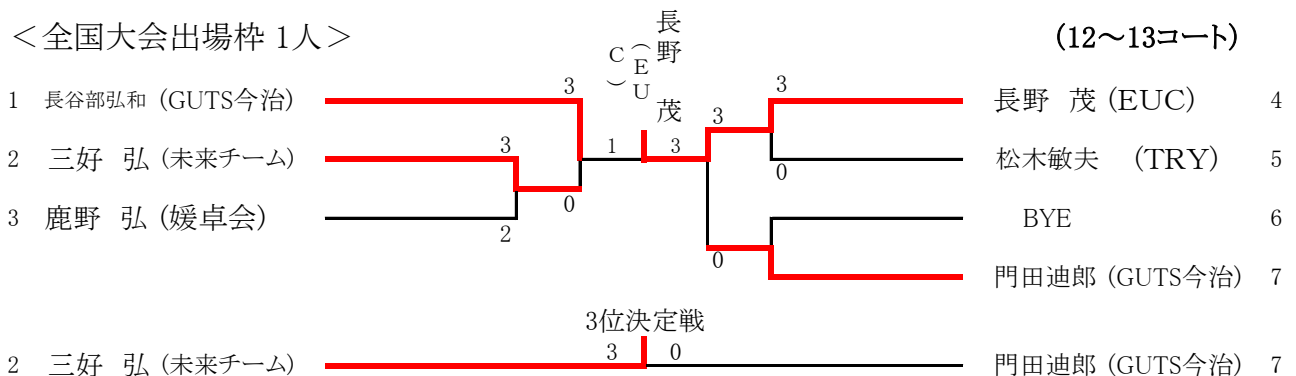 ＜全国大会出場枠 1人＞
長野 茂
（EUC）
(12～13コート)
1 長谷部弘和 (GUTS今治)
3
3
長野 茂 (EUC) 4
3
2 三好 弘 (未来チーム)
3
1
3
松木敏夫 (TRY) 5
0
3 鹿野 弘 (媛卓会)
0
2
BYE 6
0
門田迪郎 (GUTS今治) 7
3位決定戦
3
0
2 三好 弘 (未来チーム)
門田迪郎 (GUTS今治) 7